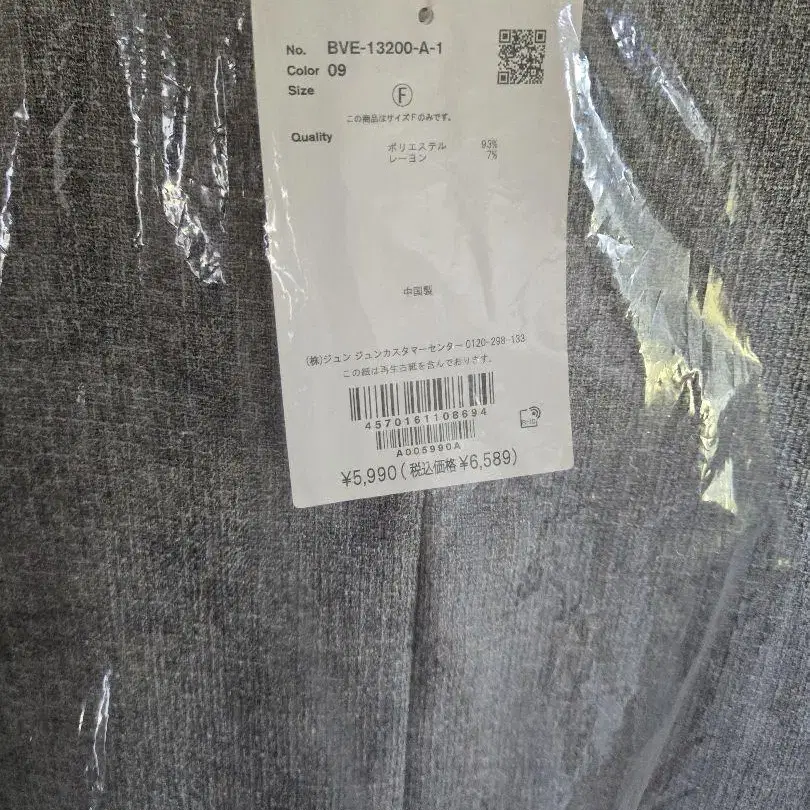 No. BVE-13200-A-1
Color 09
Size
Ⓕ
この商品はサイズFのみです。
Quality
ポリエステル 93%
レーヨン 7%
中国製
(株)ジュン ジュンカスタマーセンター 0120-298-133
この紙は再生古紙を含んでおります。
4570161108694
A005990A
¥5,990(税込価格¥6,589)